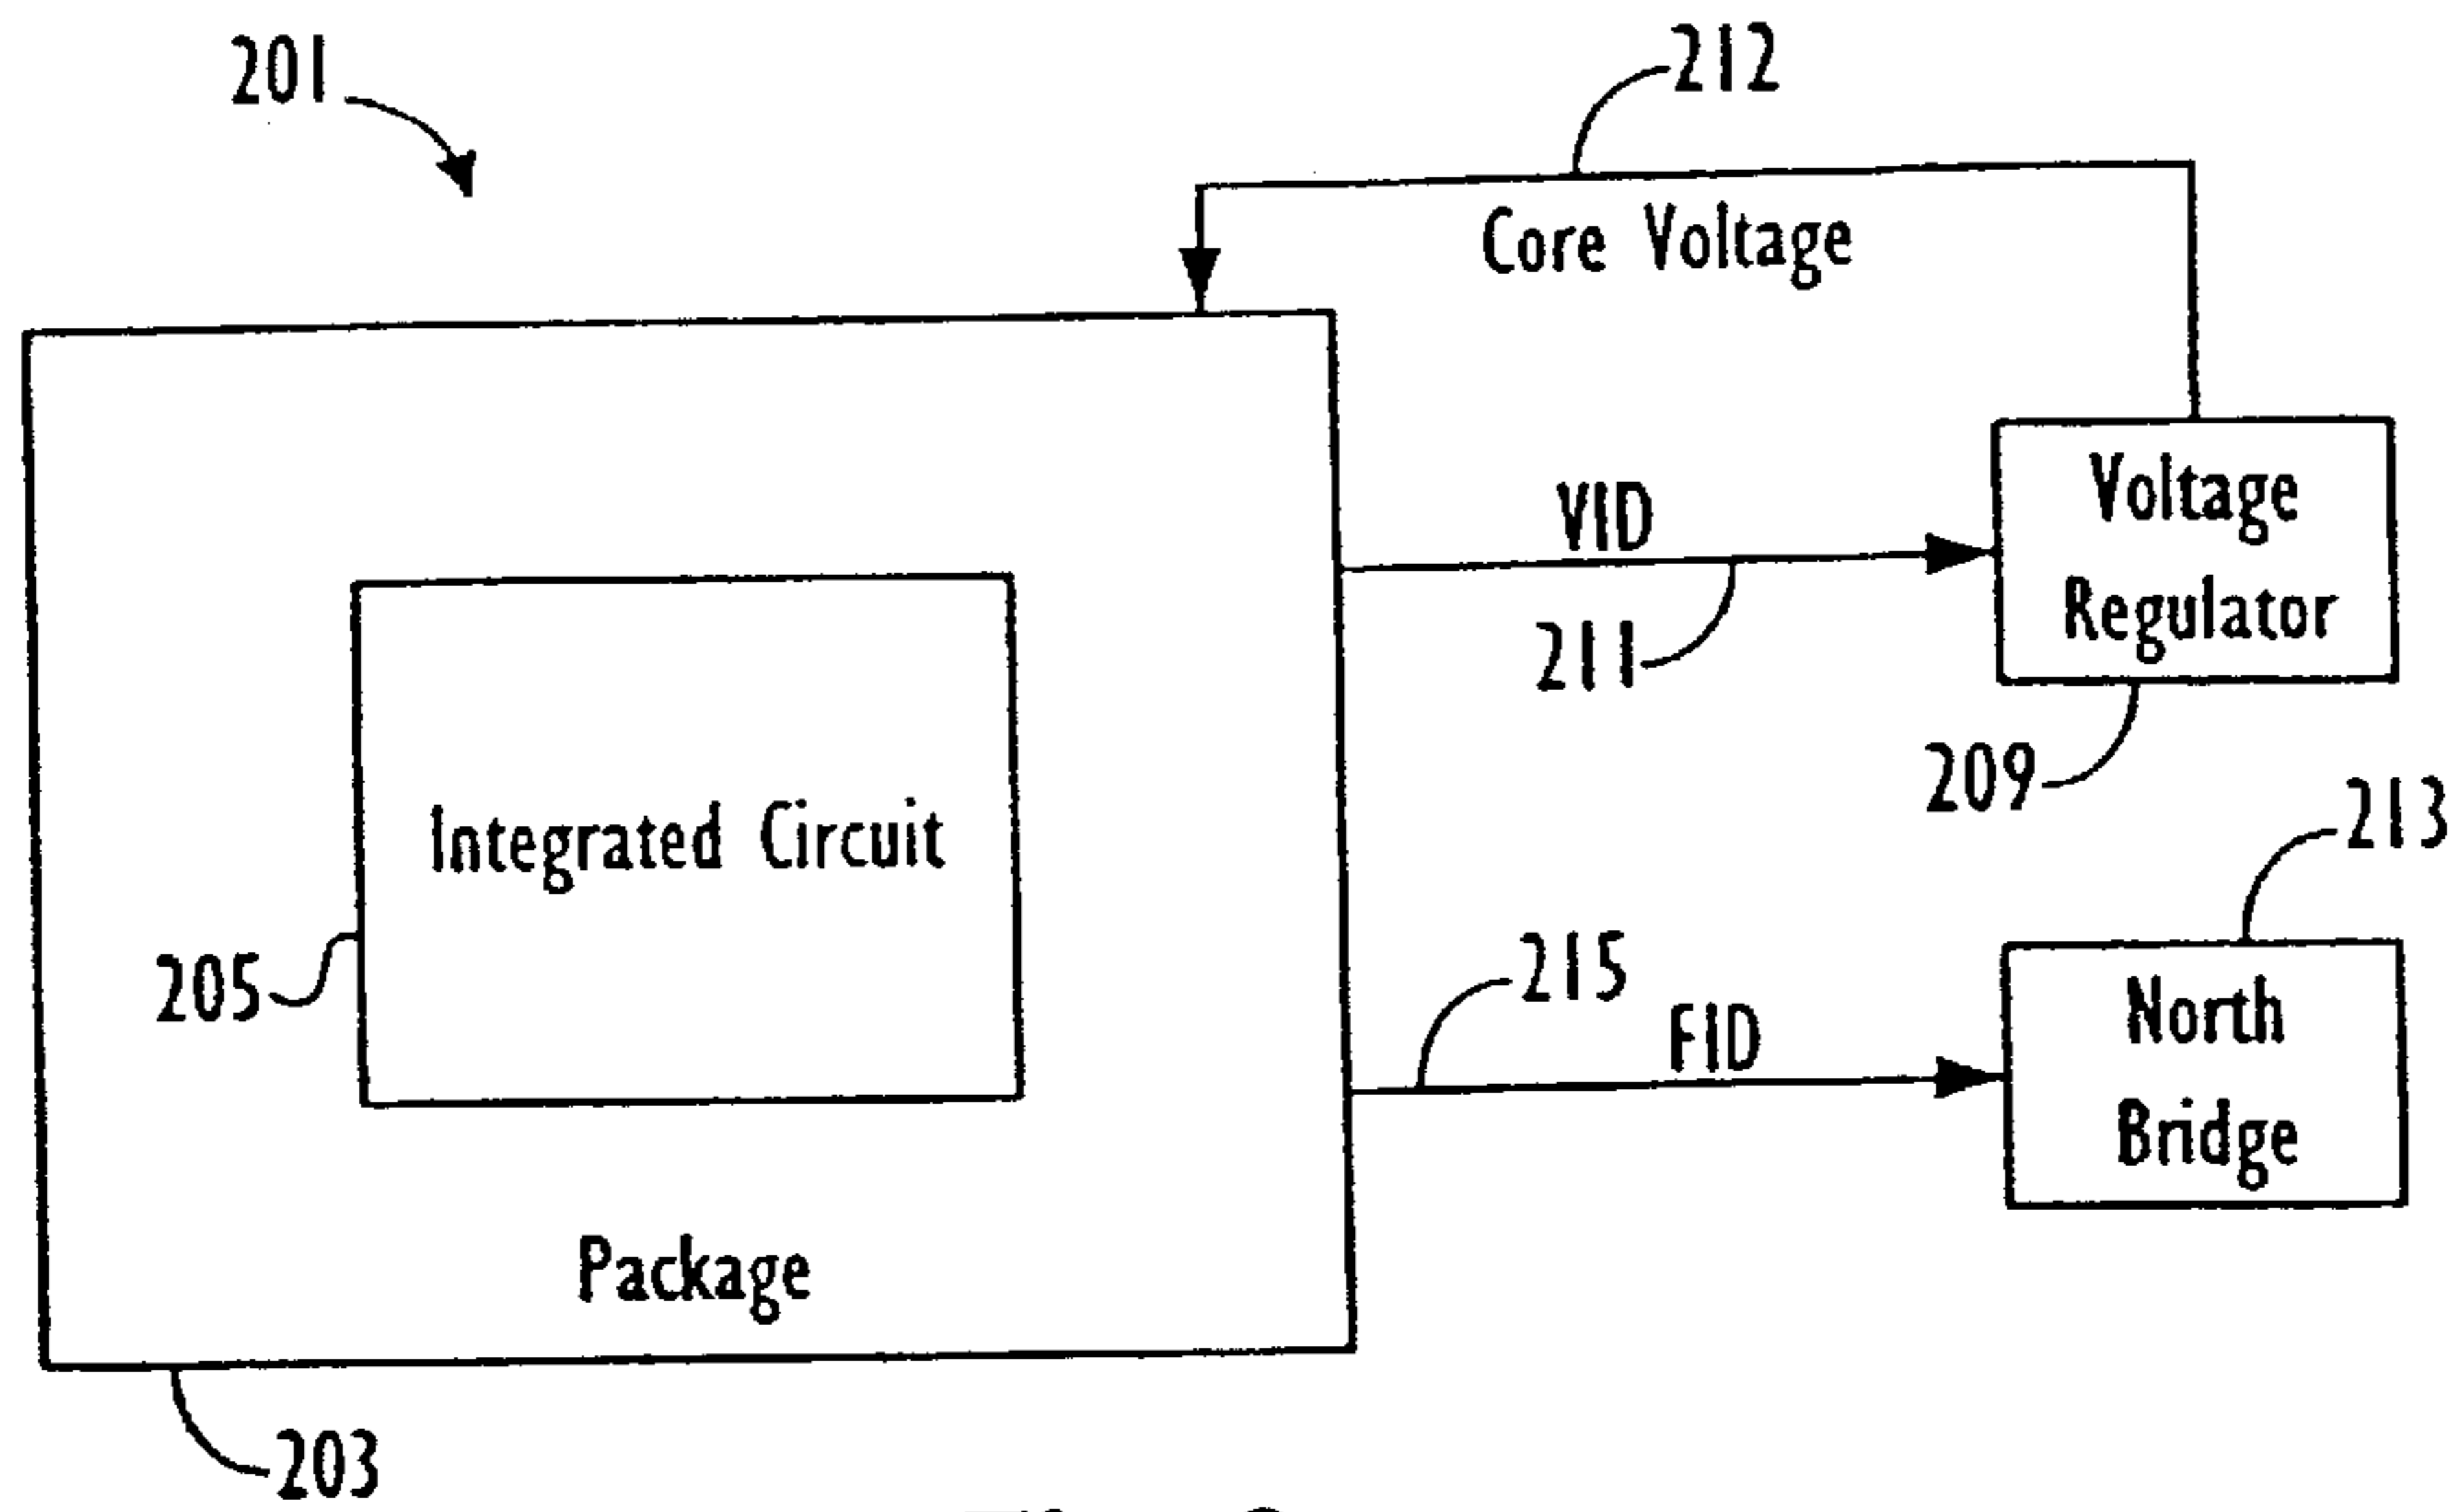 201
212
Core Voltage
VID
211
Voltage
Regulator
209
213
Integrated Circuit
205
215
FID
North
Bridge
Package
203